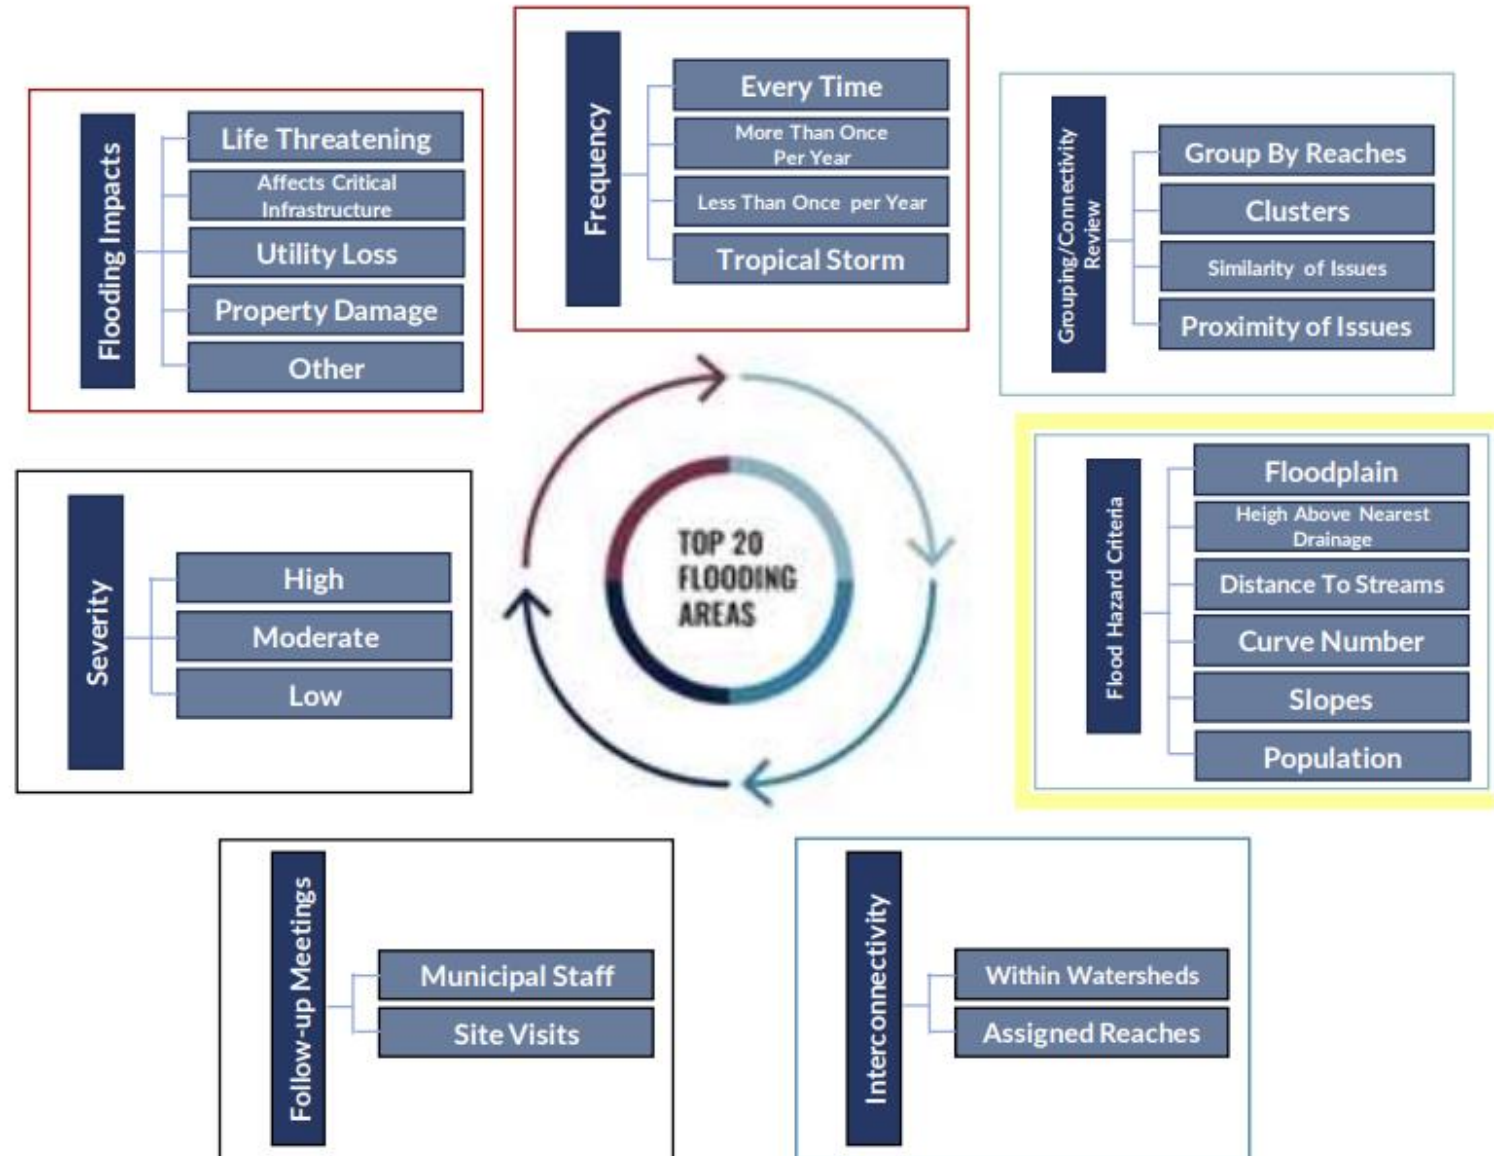 Frequency
Every Time
More Than Once
Per Year
Less Than Once per Year
Tropical Storm
Flooding Impacts
Life Threatening
Affects Critical
Infrastructure
Utility Loss
Property Damage
Other
Grouping/Connectivity
Review
Group By Reaches
Clusters
Similarity of Issues
Proximity of Issues
TOP 20
FLOODING
AREAS
Severity
High
Moderate
Low
Flood Hazard Criteria
Floodplain
Heigh Above Nearest
Drainage
Distance To Streams
Curve Number
Slopes
Population
Follow-up Meetings
Municipal Staff
Site Visits
Interconnectivity
Within Watersheds
Assigned Reaches